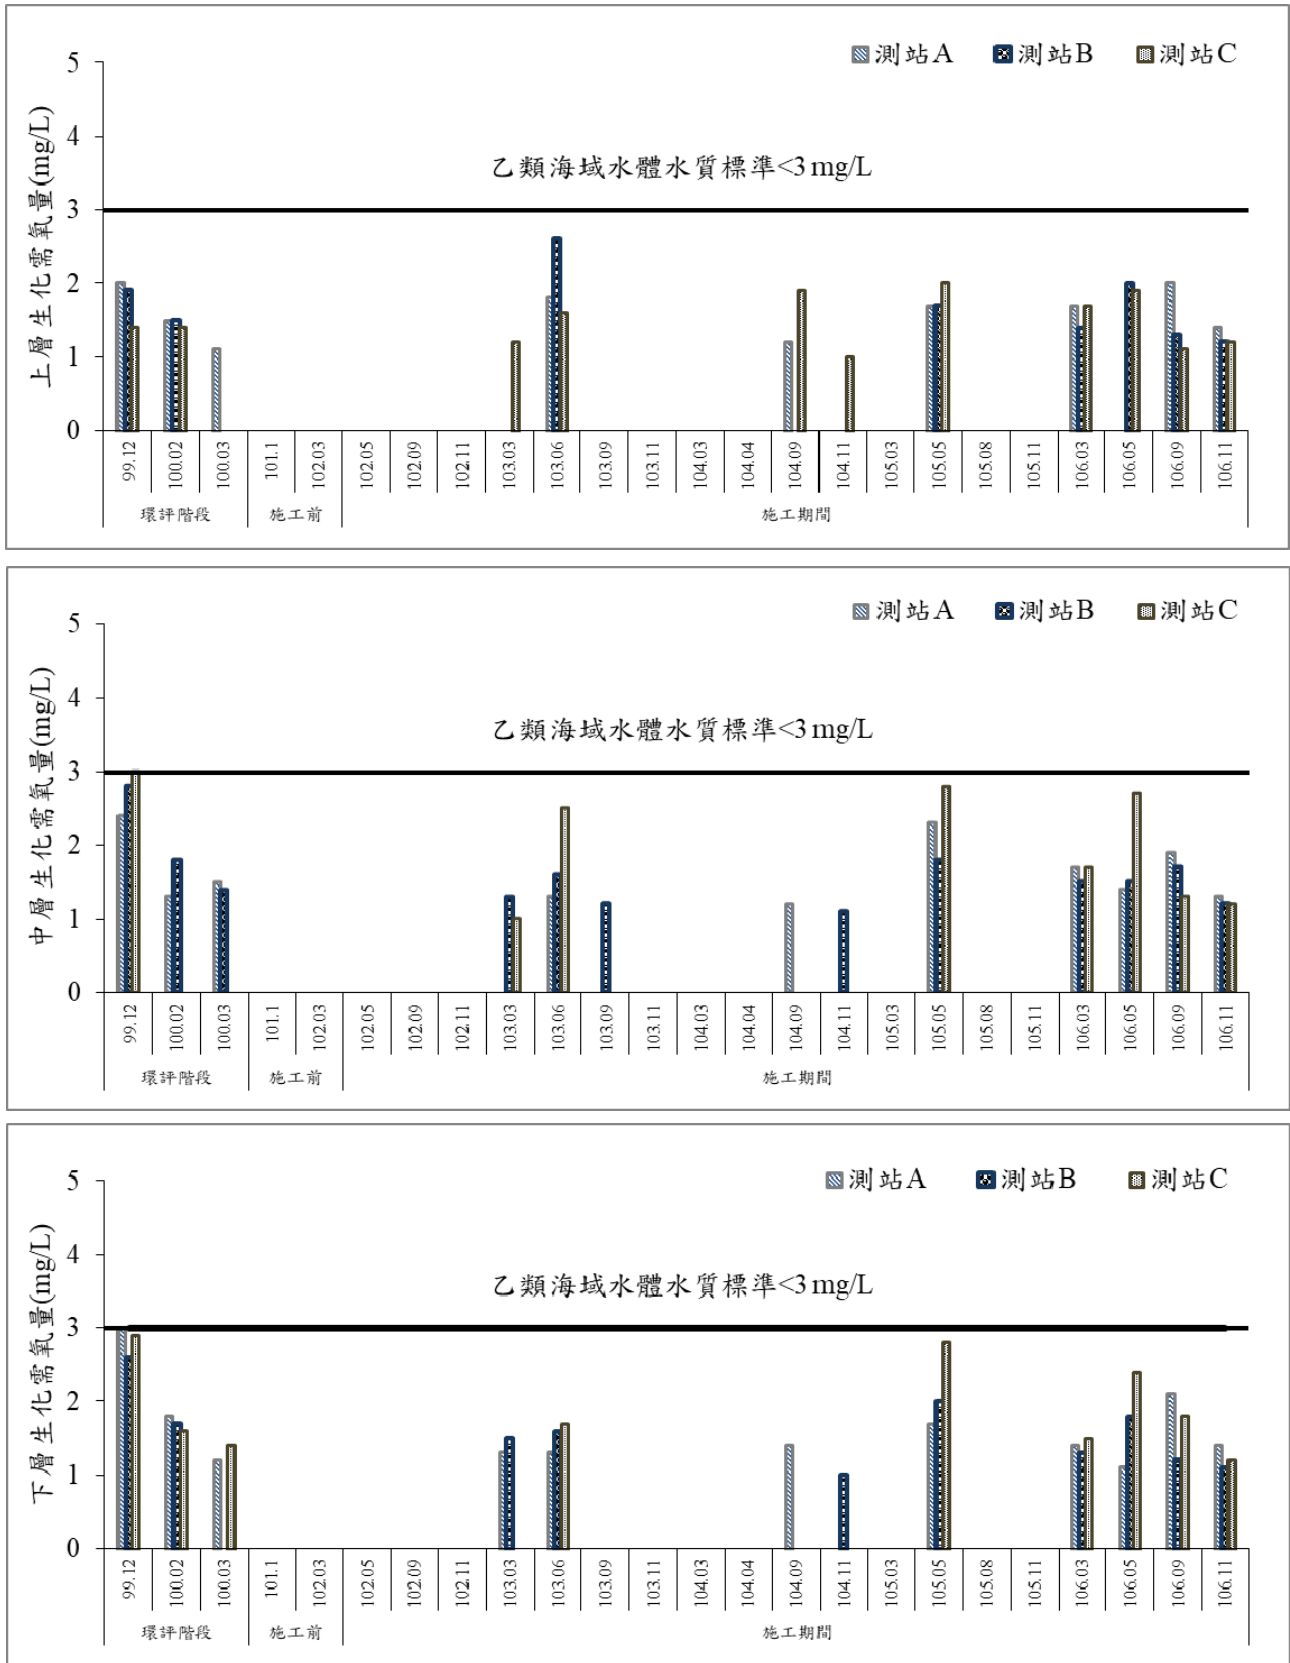 測站A 測站B 測站C
上層生化需氧量(mg/L)
乙類海域水體水質標準<3 mg/L
5
4
3
2
1
0
99.12 100.02 100.03 101.1 102.03 102.05 102.09 102.11 103.03 103.06 103.09 103.11 104.03 104.04 104.09 104.11 105.03 105.05 105.08 105.11 106.03 106.05 106.09 106.11
環評階段 施工前 施工期間
測站A 測站B 測站C
中層生化需氧量(mg/L)
乙類海域水體水質標準<3 mg/L
5
4
3
2
1
0
99.12 100.02 100.03 101.1 102.03 102.05 102.09 102.11 103.03 103.06 103.09 103.11 104.03 104.04 104.09 104.11 105.03 105.05 105.08 105.11 106.03 106.05 106.09 106.11
環評階段 施工前 施工期間
測站A 測站B 測站C
下層生化需氧量(mg/L)
乙類海域水體水質標準<3 mg/L
5
4
3
2
1
0
99.12 100.02 100.03 101.1 102.03 102.05 102.09 102.11 103.03 103.06 103.09 103.11 104.03 104.04 104.09 104.11 105.03 105.05 105.08 105.11 106.03 106.05 106.09 106.11
環評階段 施工前 施工期間